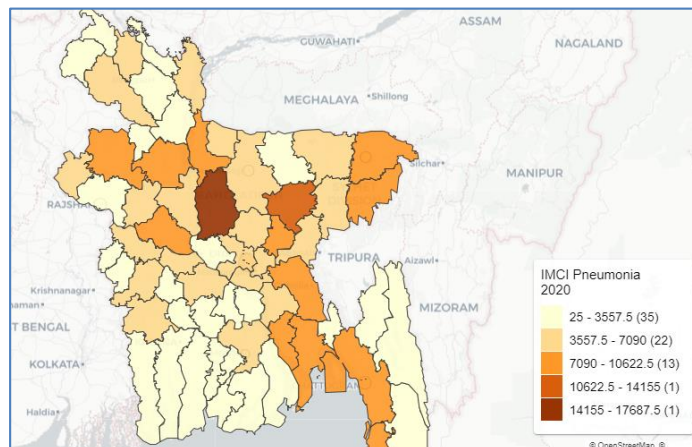 ASSAM
NAGALAND
GUWAHATI
MEGHALAYA
Shillong
Silchar
MANIPUR
RAJSHAHI
TRIPURA
Aizawl
Krishnanagar
MIZORAM
T BENGAL
KOLKATA
Haldia
IMCI Pneumonia
2020
25 - 3557.5 (35)
3557.5 - 7090 (22)
7090 - 10622.5 (13)
10622.5 - 14155 (1)
14155 - 17687.5 (1)
© OpenStreetMap, ©